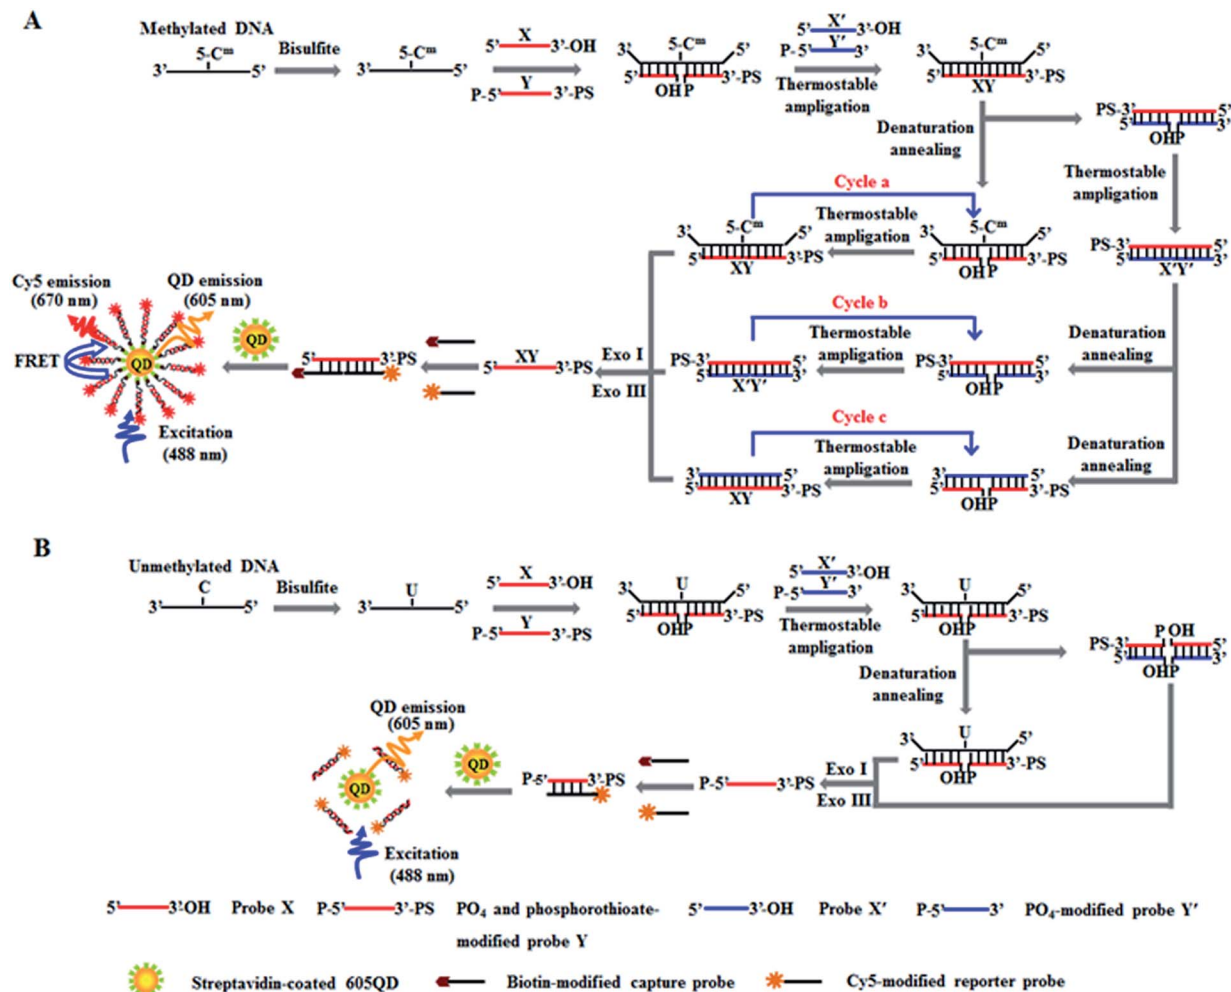 A
Methylated DNA
5-Cm
3’ 5’
Bisulfite
5-Cm
3’ 5’
X
5’ 3’-OH
Y
P-5’ 3’-PS
5-Cm
3’ 5’
5’ 3’-PS
OH P
X′
5’ 3’-OH
Y′
P- 5’ 3’
Thermostable
ampligation
5-Cm
3’ 5’
5’ 3’-PS
XY
Denaturation
annealing
PS-3’ 5’
5’ 3’
OHP
Thermostable
ampligation
PS-3’ 5’
5’ 3’
X′Y′
Cycle a
5-Cm
3’ 5’
5’ 3’-PS
XY
Thermostable
ampligation
5-Cm
3’ 5’
5’ 3’-PS
OH P
Cycle b
PS-3’ 5’
5’ 3’
X′Y′
Thermostable
ampligation
PS-3’ 5’
5’ 3’
OHP
Denaturation
annealing
Cycle c
3’ 5’
5’ 3’-PS
XY
Thermostable
ampligation
3’ 5’
5’ 3’-PS
OHP
Denaturation
annealing
Exo I
Exo III
XY
5’ 3’-PS
5’ 3’-PS
QD
Cy5 emission
(670 nm)
QD emission
(605 nm)
FRET
QD
Excitation
(488 nm)
B
Unmethylated DNA
C
3’ 5’
Bisulfite
U
3’ 5’
X
5’ 3’-OH
Y
P-5’ 3’-PS
U
3’ 5’
5’ 3’-PS
OHP
X′
5’ 3’-OH
Y′
P-5’ 3’
Thermostable
ampligation
U
3’ 5’
5’ 3’-PS
OHP
Denaturation
annealing
P OH
PS-3’ 5’
5’ 3’
OHP
U
3’ 5’
5’ 3’-PS
OHP
Exo I
Exo III
P-5’ 3’-PS
P-5’ 3’-PS
QD
QD emission
(605 nm)
QD
Excitation
(488 nm)
5’ 3’-OH Probe X P-5’ 3’-PS PO4 and phosphorothioate- 5’ 3’-OH Probe X′ P-5’ 3’ PO4-modified probe Y′
modified probe Y
Streptavidin-coated 605QD Biotin-modified capture probe Cy5-modified reporter probe